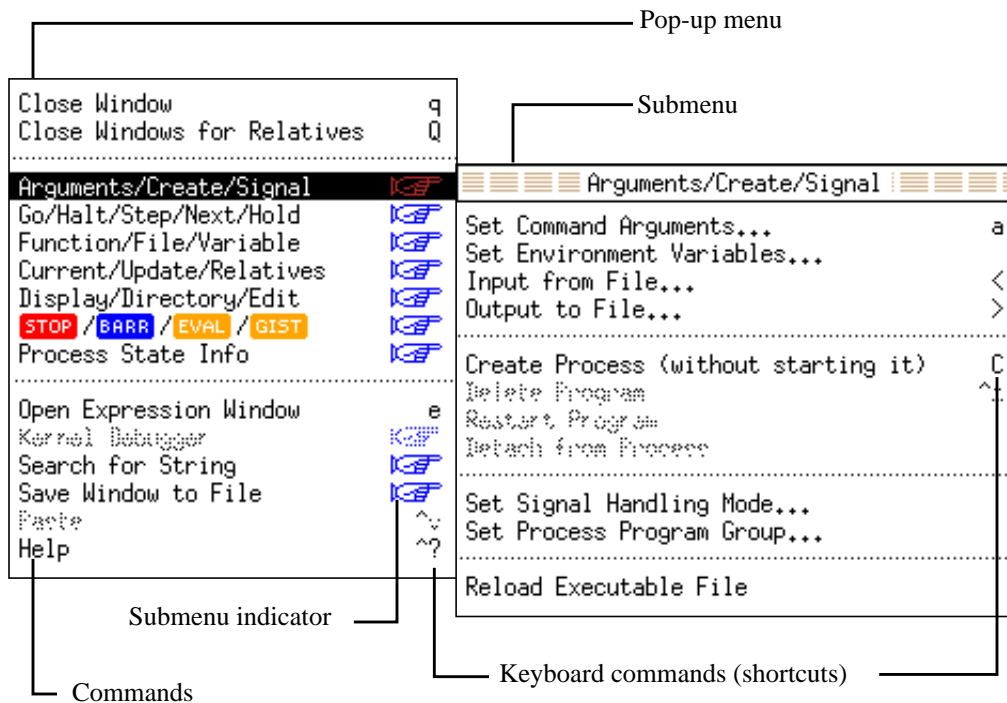 Pop-up menu
Close Window q
Close Windows for Relatives Q
Submenu
Arguments/Create/Signal
Go/Halt/Step/Next/Hold
Function/File/Variable
Current/Update/Relatives
Display/Directory/Edit
STOP / BARR / EVAL / GIST
Process State Info
Open Expression Window e
Kernel Debugger
Search for String
Save Window to File
Paste ^v
Help ^?
Arguments/Create/Signal
Set Command Arguments... a
Set Environment Variables...
Input from File... <
Output to File... >
Create Process (without starting it) C
Delete Program
Restart Program
Detach from Process
Set Signal Handling Mode...
Set Process Program Group...
Reload Executable File
Submenu indicator
Keyboard commands (shortcuts)
Commands